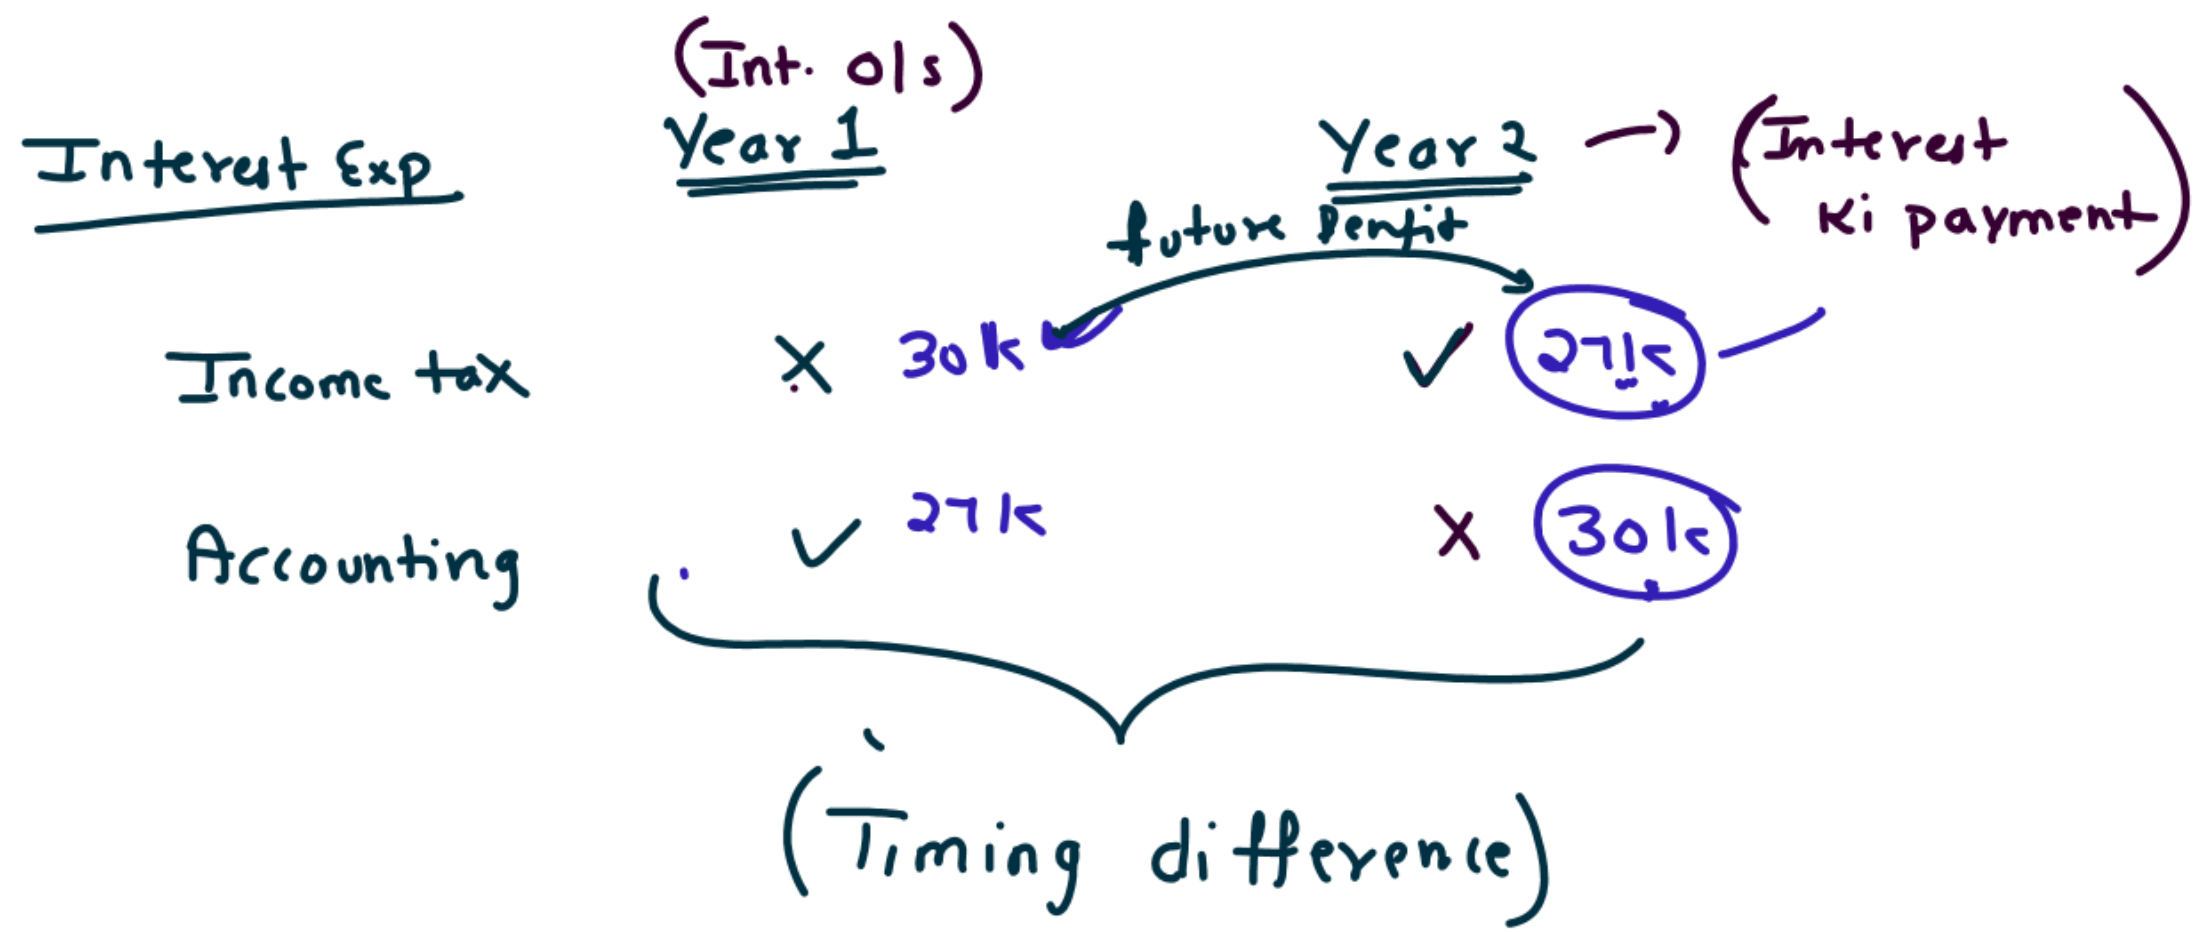 (Int. o/s)
Interest Exp Year 1 Year 2 → (Interest
Ki payment)
future Benfit
Income tax X 30k ✓ 27k
Accounting ✓ 27k X 30k
(Timing difference)